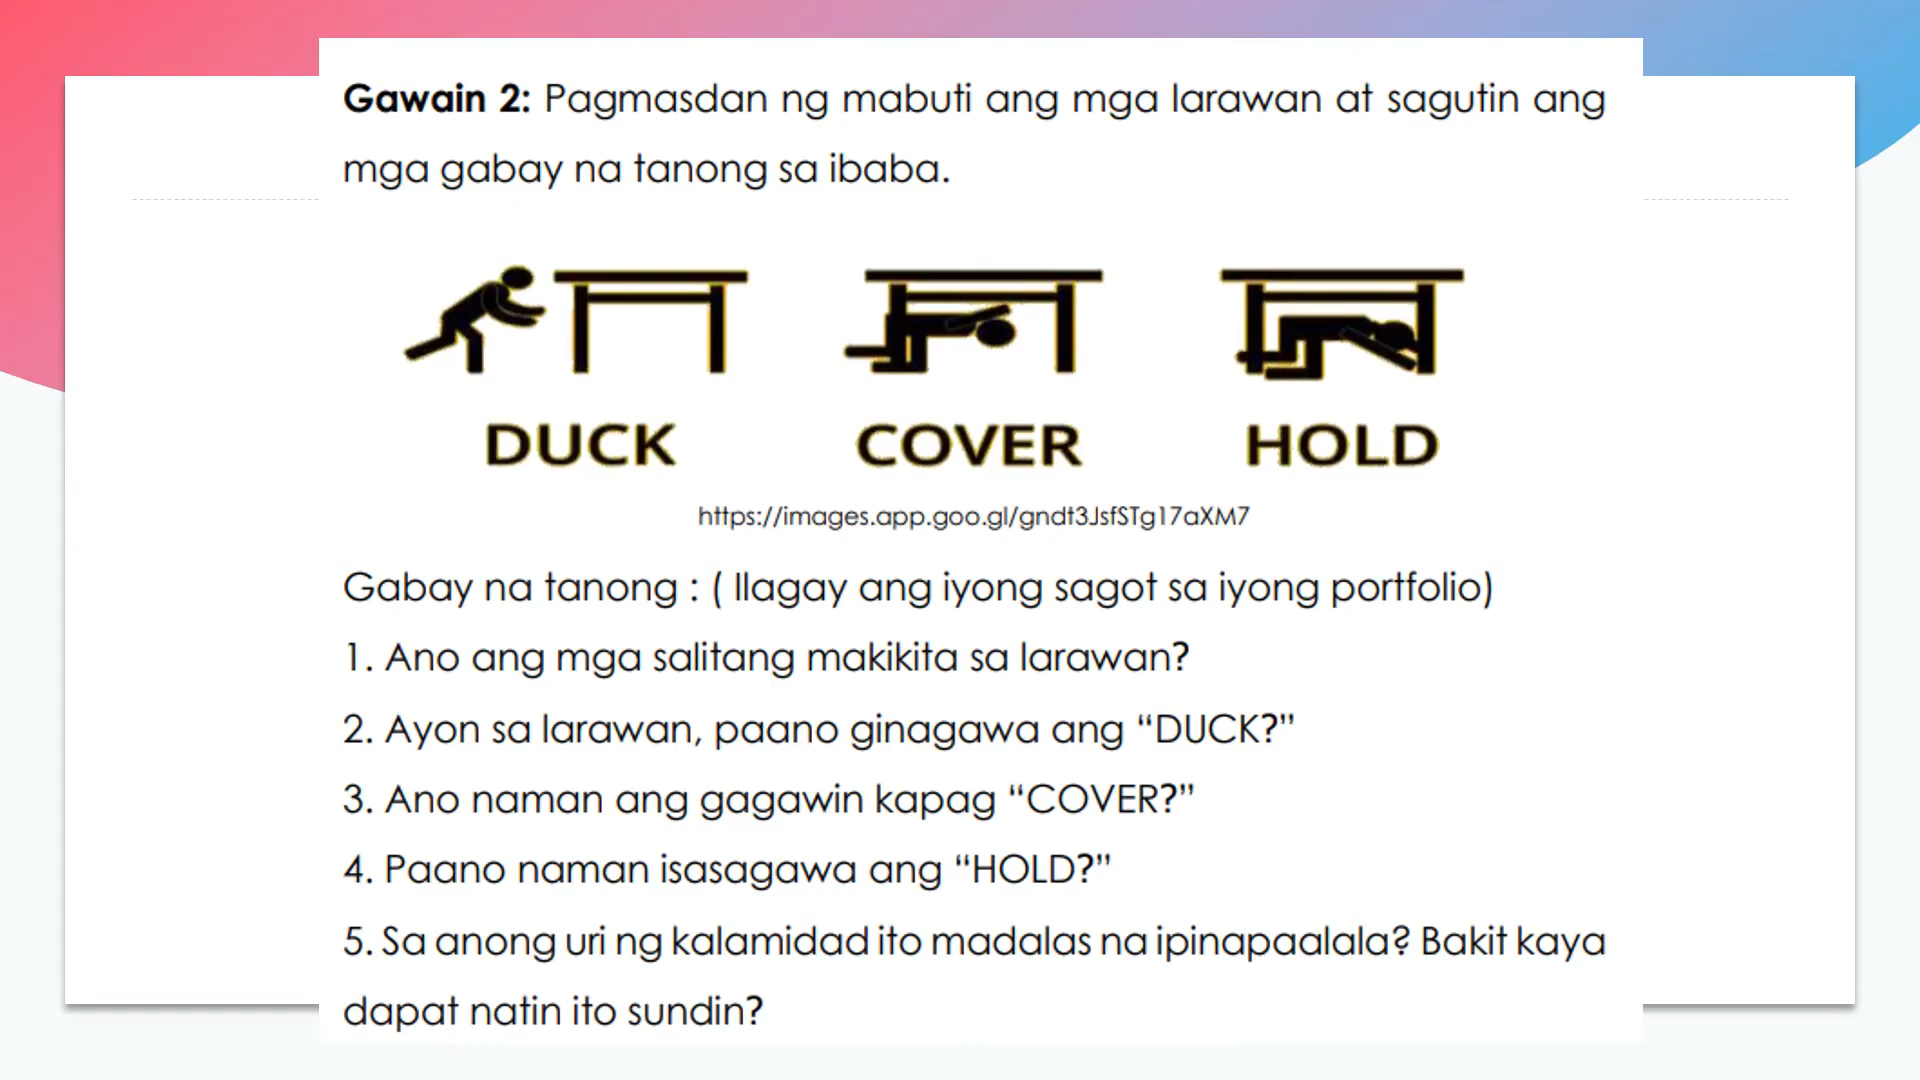 Gawain 2: Pagmasdan ng mabuti ang mga larawan at sagutin ang
mga gabay na tanong sa ibaba.
DUCK COVER HOLD
https://images.app.goo.gl/gndt3JsfSTg17aXM7
Gabay na tanong : ( Ilagay ang iyong sagot sa iyong portfolio)
1. Ano ang mga salitang makikita sa larawan?
2. Ayon sa larawan, paano ginagawa ang “DUCK?”
3. Ano naman ang gagawin kapag “COVER?”
4. Paano naman isasagawa ang “HOLD?”
5. Sa anong uri ng kalamidad ito madalas na ipinapaalala? Bakit kaya
dapat natin ito sundin?